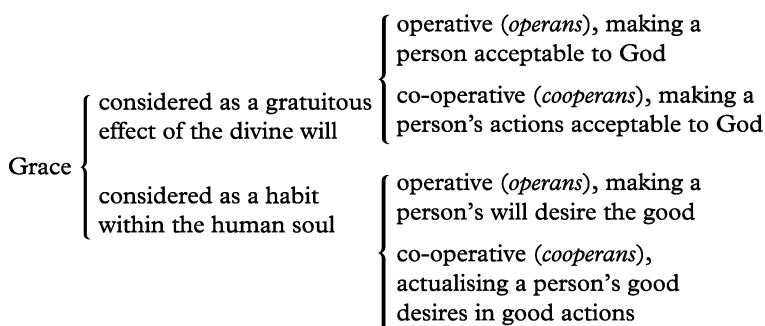 Grace
considered as a gratuitous
effect of the divine will
operative (operans), making a
person acceptable to God
co-operative (cooperans), making a
person’s actions acceptable to God
considered as a habit
within the human soul
operative (operans), making a
person’s will desire the good
co-operative (cooperans),
actualising a person’s good
desires in good actions